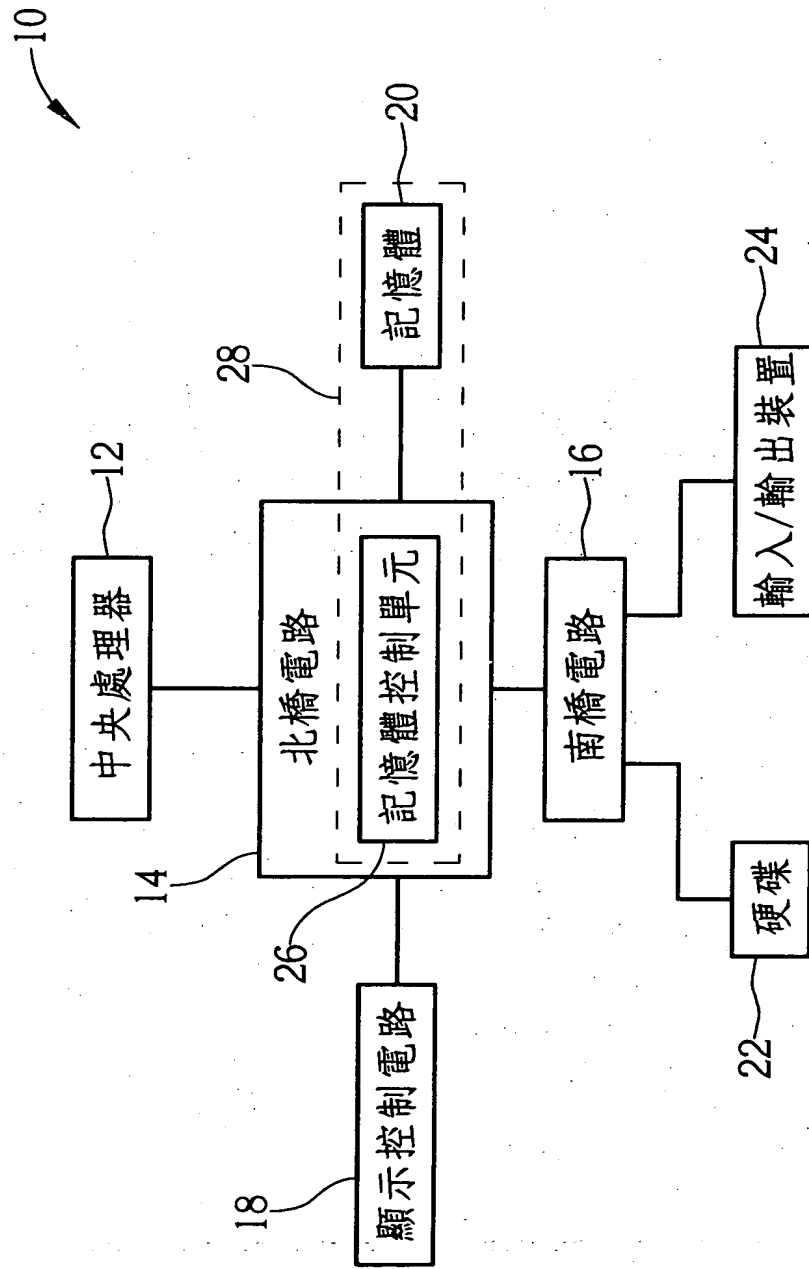 10
12
中央處理器
14
北橋電路
28
20
記憶體
26
記憶體控制單元
18
顯示控制電路
16
南橋電路
22
硬碟
24
輸入/輸出裝置